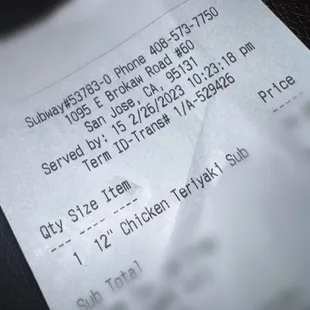 Subway#53783-0 Phone 408-573-7750
1095 E Brokaw Road #60
San Jose, CA, 95131
Served by: 15 2/26/2023 10:23:18 pm
Term ID-Trans# 1/A-529426
Qty Size Item Price
--- ---- ---- -----
1 12" Chicken Teriyaki Sub
Sub Total